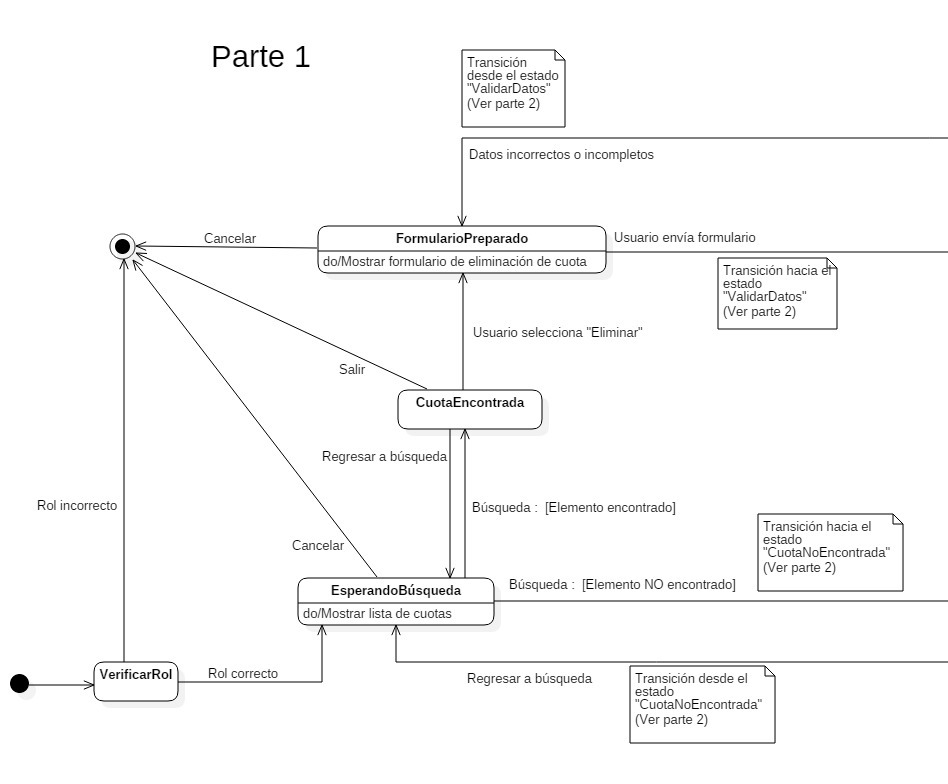 Parte 1
Transición
desde el estado
"ValidarDatos"
(Ver parte 2)
Datos incorrectos o incompletos
Cancelar
FormularioPreparado
do/Mostrar formulario de eliminación de cuota
Usuario envía formulario
Transición hacia el
estado
"ValidarDatos"
(Ver parte 2)
Usuario selecciona "Eliminar"
Salir
CuotaEncontrada
Regresar a búsqueda
Rol incorrecto
Búsqueda :  [Elemento encontrado]
Transición hacia el
estado
"CuotaNoEncontrada"
(Ver parte 2)
Cancelar
EsperandoBúsqueda
do/Mostrar lista de cuotas
Búsqueda :  [Elemento NO encontrado]
VerificarRol
Rol correcto
Regresar a búsqueda
Transición desde el
estado
"CuotaNoEncontrada"
(Ver parte 2)